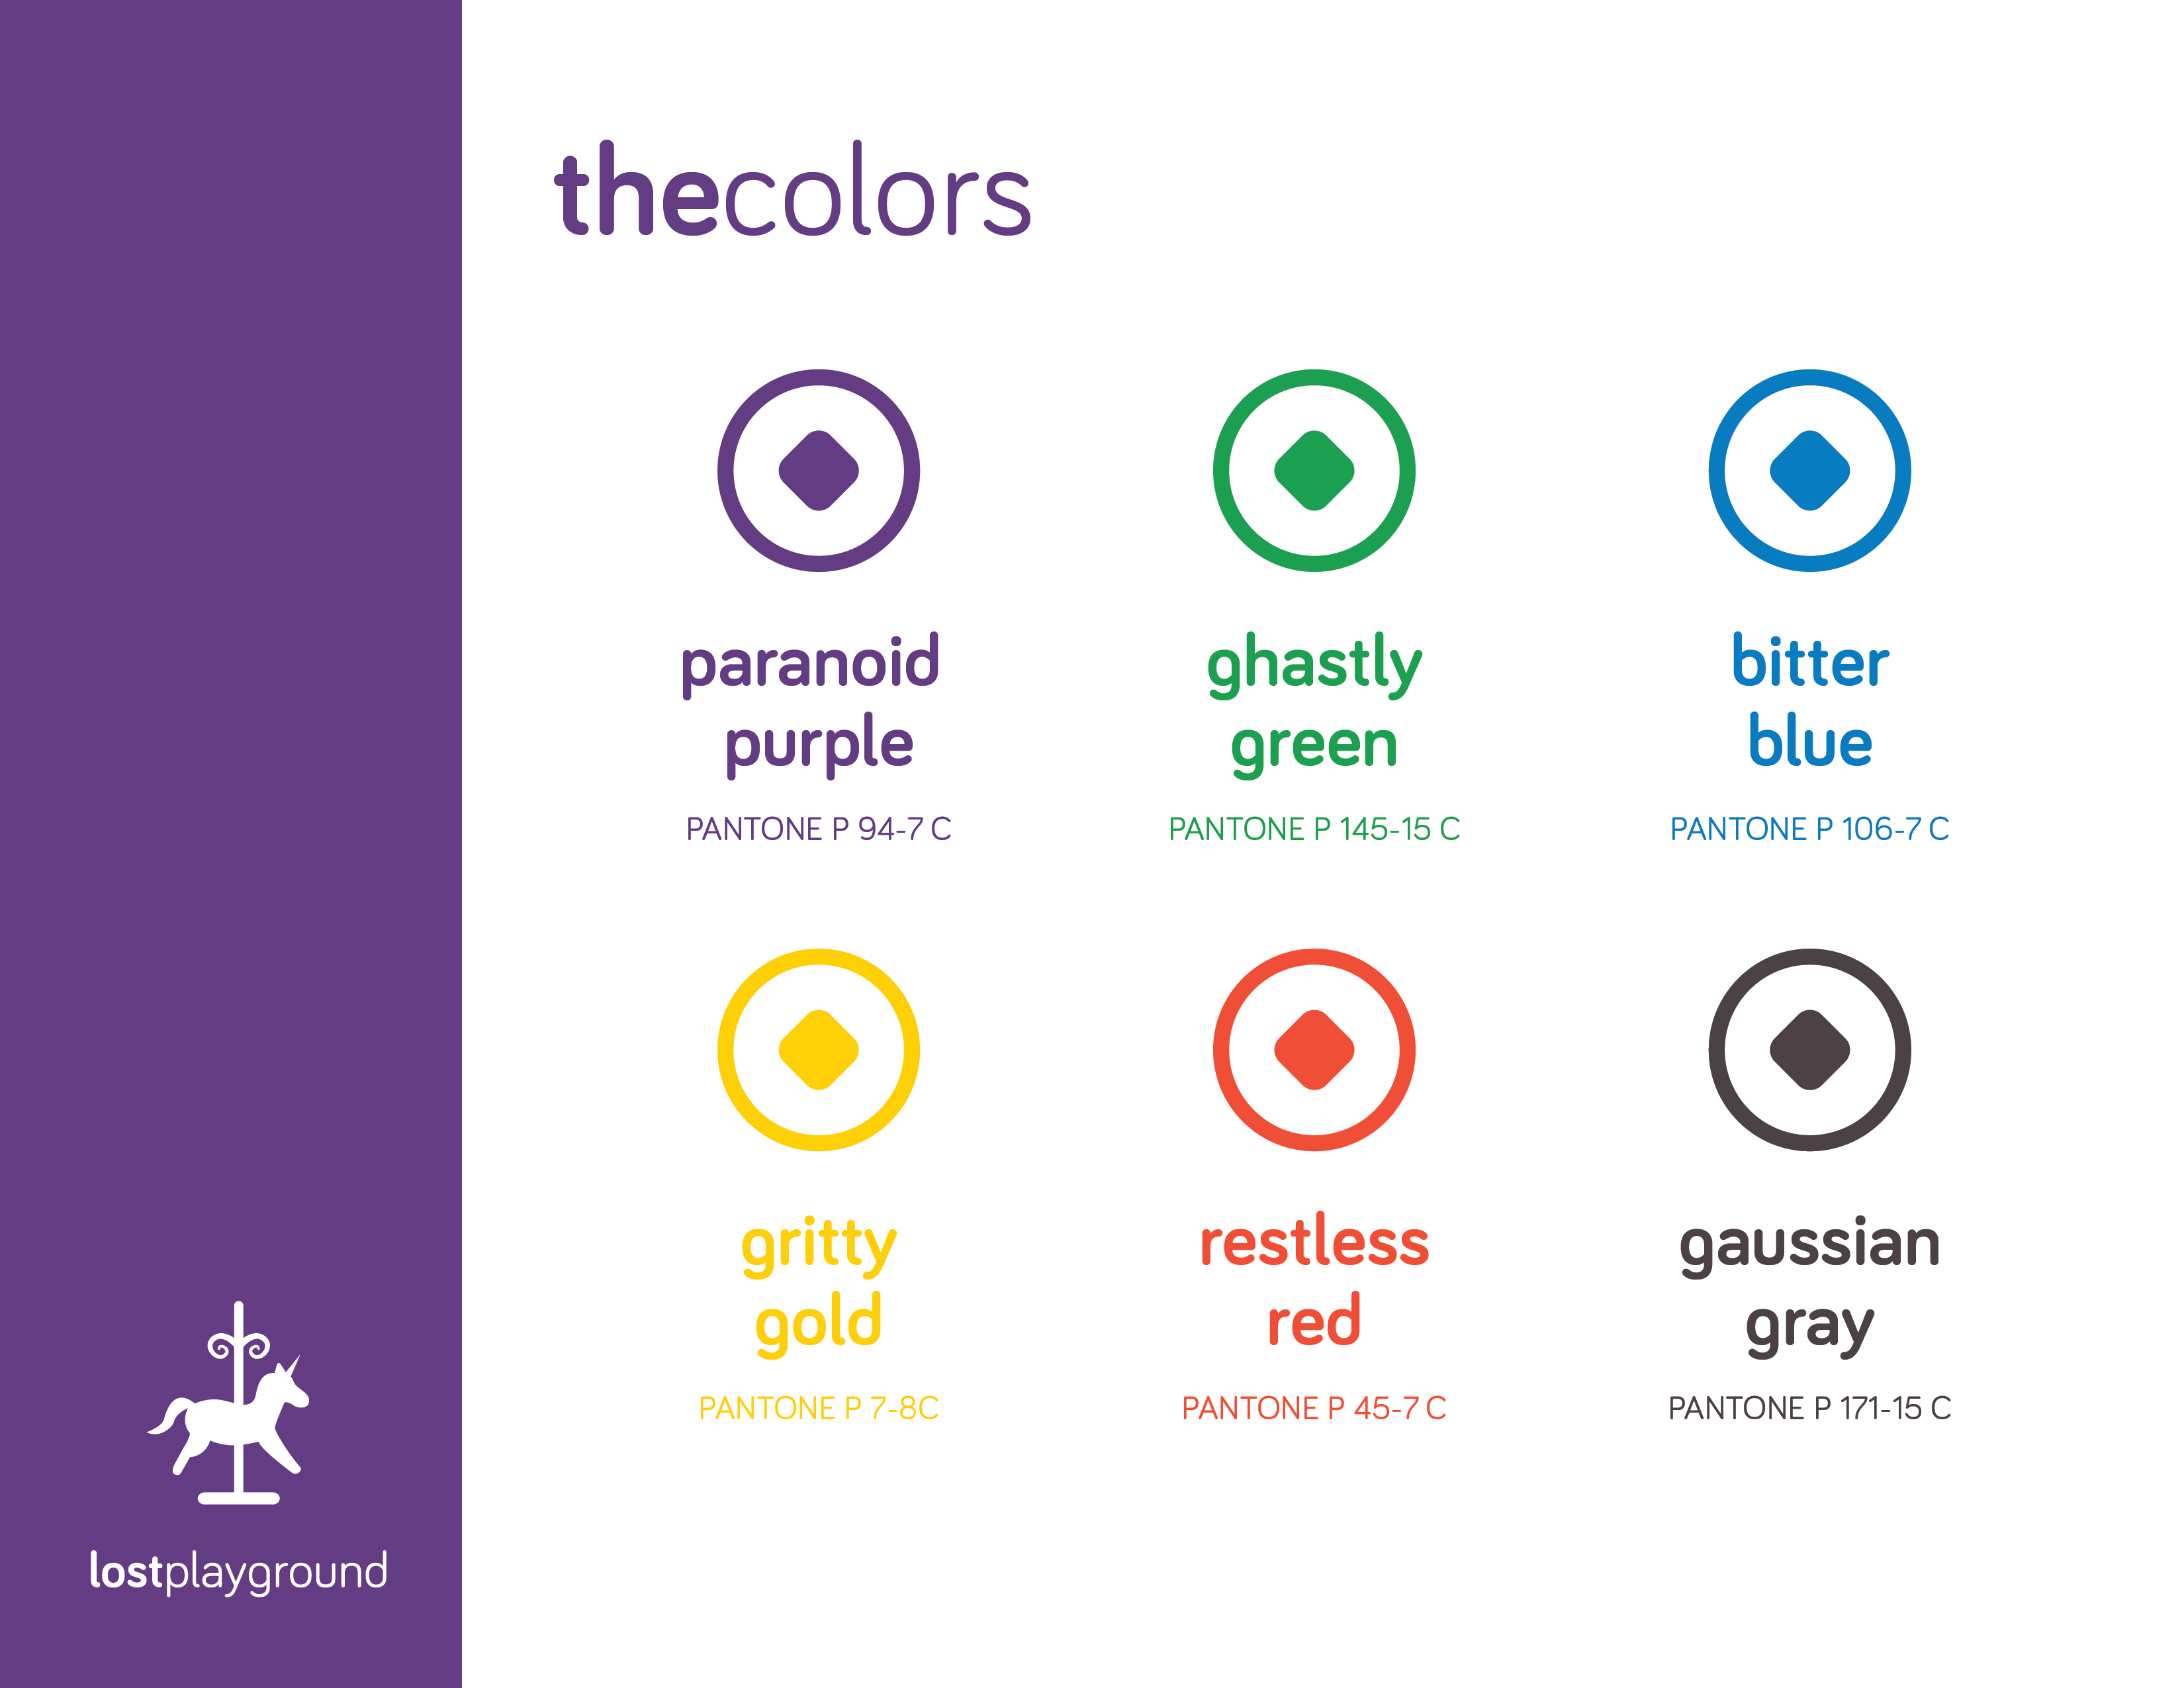 thecolors
paranoid
purple
PANTONE P 94-7 C
ghastly
green
PANTONE P 145-15 C
bitter
blue
PANTONE P 106-7 C
gritty
gold
PANTONE P 7-8C
restless
red
PANTONE P 45-7 C
gaussian
gray
PANTONE P 171-15 C
lostplayground